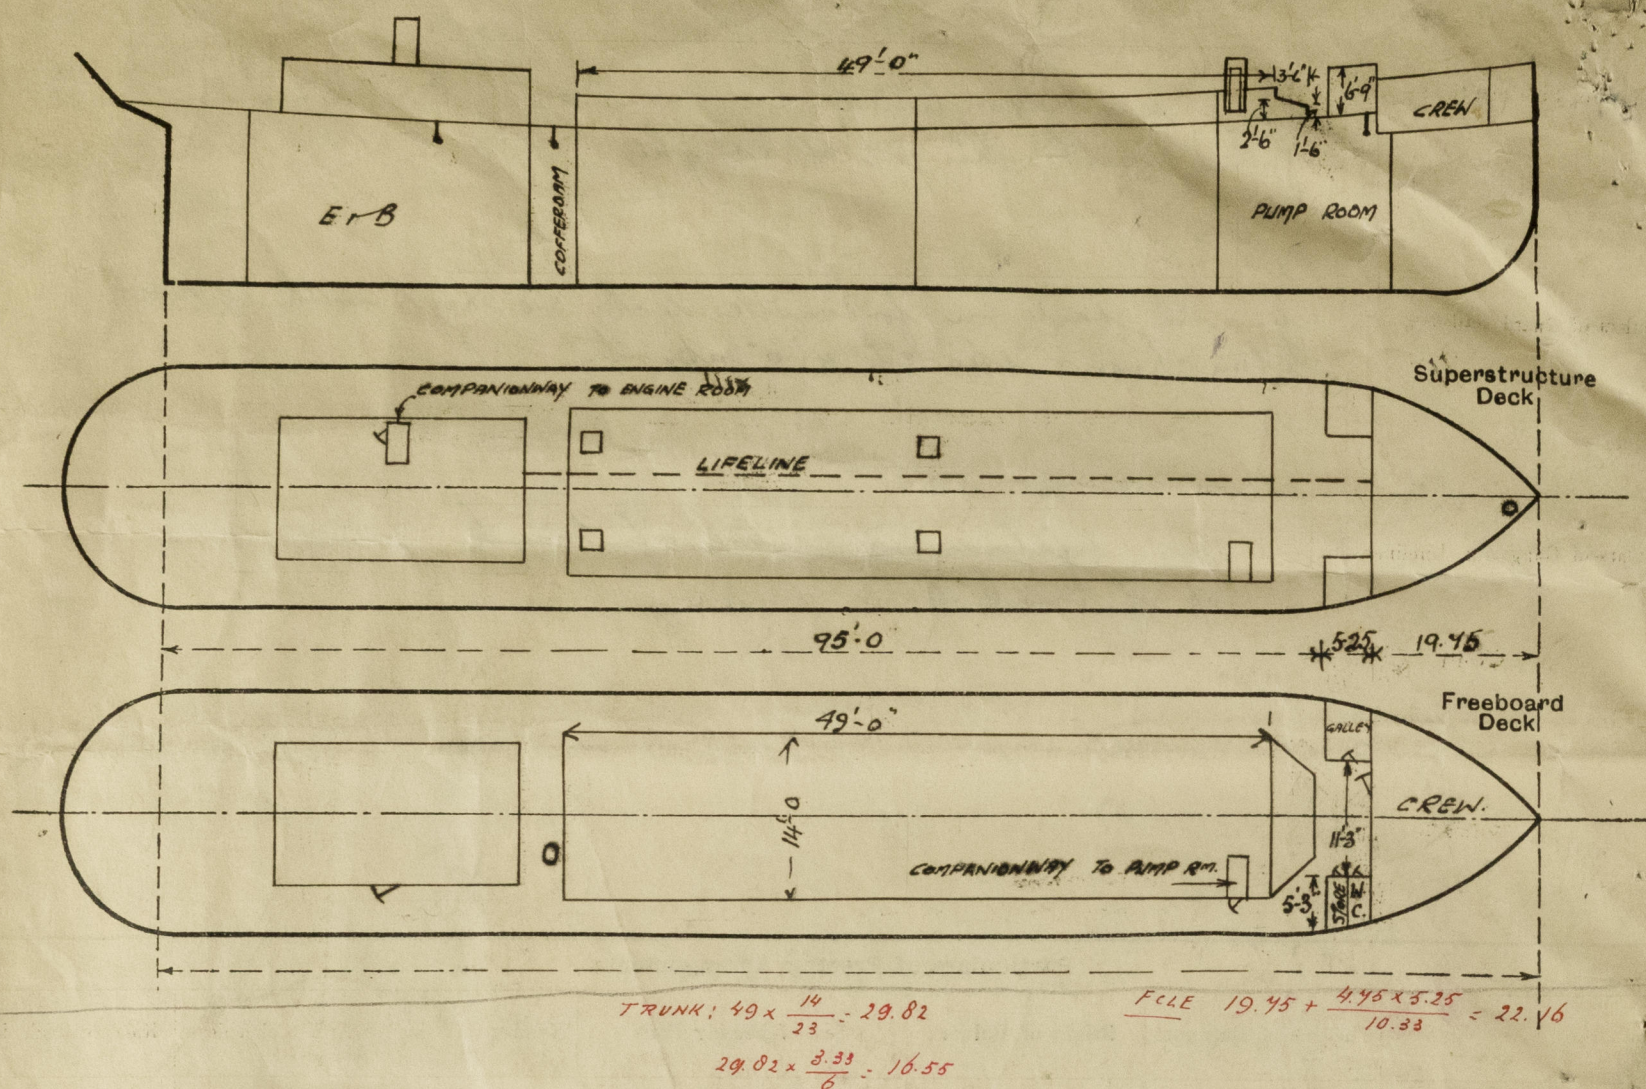 49'-0"
3'-6"
6'-9"
CREW
2'-6"
1'-6"
COFFERDAM
E & B
PUMP ROOM
Superstructure
Deck
COMPANIONWAY TO ENGINE ROOM
LIFELINE
95'-0
5.25
19.45
Freeboard
Deck
49'-0"
GALLEY
14'-0
CREW.
11'-3"
COMPANIONWAY TO PUMP RM.
5'-3"
STORE
W.C.
TRUNK: 49 x 14/23 = 29.82
FCLE 19.45 + 4.45 x 5.25/10.33 = 22.16
29.82 x 3.33/6 = 16.55